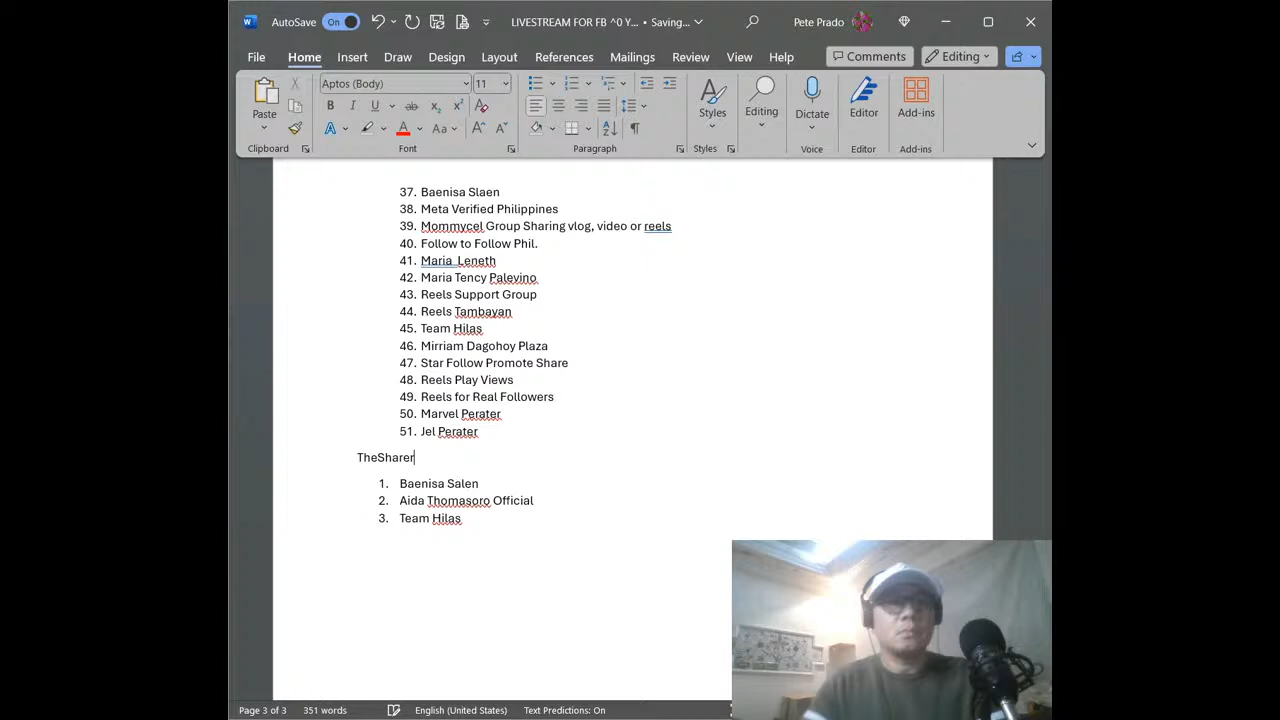 AutoSave On LIVESTREAM FOR FB ^0 Y... • Saving... Pete Prado
File Home Insert Draw Design Layout References Mailings Review View Help Comments Editing
Aptos (Body) 11
Paste Styles Editing Dictate Editor Add-ins
Clipboard Font Paragraph Styles Voice Editor Add-ins
37. Baenisa Slaen
38. Meta Verified Philippines
39. Mommycel Group Sharing vlog, video or reels
40. Follow to Follow Phil.
41. Maria Leneth
42. Maria Tency Palevino
43. Reels Support Group
44. Reels Tambayan
45. Team Hilas
46. Mirriam Dagohoy Plaza
47. Star Follow Promote Share
48. Reels Play Views
49. Reels for Real Followers
50. Marvel Perater
51. Jel Perater
TheSharer
1. Baenisa Salen
2. Aida Thomasoro Official
3. Team Hilas
Page 3 of 3 351 words English (United States) Text Predictions: On